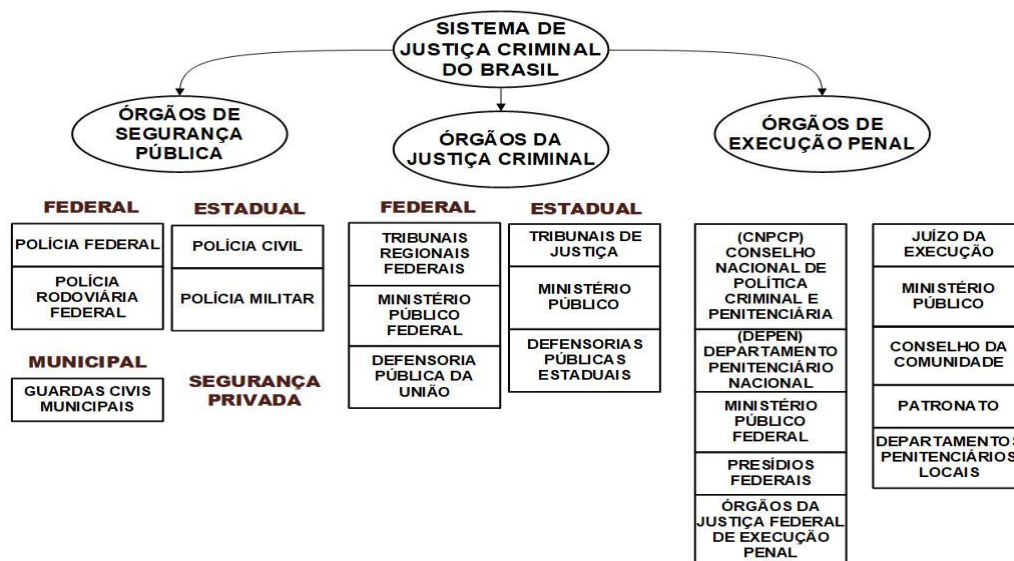 SISTEMA DE
JUSTIÇA CRIMINAL
DO BRASIL
ÓRGÃOS DE
SEGURANÇA
PÚBLICA
ÓRGÃOS DA
JUSTIÇA CRIMINAL
ÓRGÃOS DE
EXECUÇÃO PENAL
FEDERAL
POLÍCIA FEDERAL
POLÍCIA
RODOVIÁRIA
FEDERAL
ESTADUAL
POLÍCIA CIVIL
POLÍCIA MILITAR
MUNICIPAL
GUARDAS CIVIS
MUNICIPAIS
SEGURANÇA
PRIVADA
FEDERAL
TRIBUNAIS
REGIONAIS
FEDERAIS
MINISTÉRIO
PÚBLICO
FEDERAL
DEFENSORIA
PÚBLICA DA
UNIÃO
ESTADUAL
TRIBUNAIS DE
JUSTIÇA
MINISTÉRIO
PÚBLICO
DEFENSORIAS
PÚBLICAS
ESTADUAIS
(CNPCP)
CONSELHO
NACIONAL DE
POLÍTICA
CRIMINAL E
PENITENCIÁRIA
(DEPEN)
DEPARTAMENTO
PENITENCIÁRIO
NACIONAL
MINISTÉRIO
PÚBLICO
FEDERAL
PRESÍDIOS
FEDERAIS
ÓRGÃOS DA
JUSTIÇA FEDERAL
DE EXECUÇÃO
PENAL
JUÍZO DA
EXECUÇÃO
MINISTÉRIO
PÚBLICO
CONSELHO DA
COMUNIDADE
PATRONATO
DEPARTAMENTOS
PENITENCIÁRIOS
LOCAIS